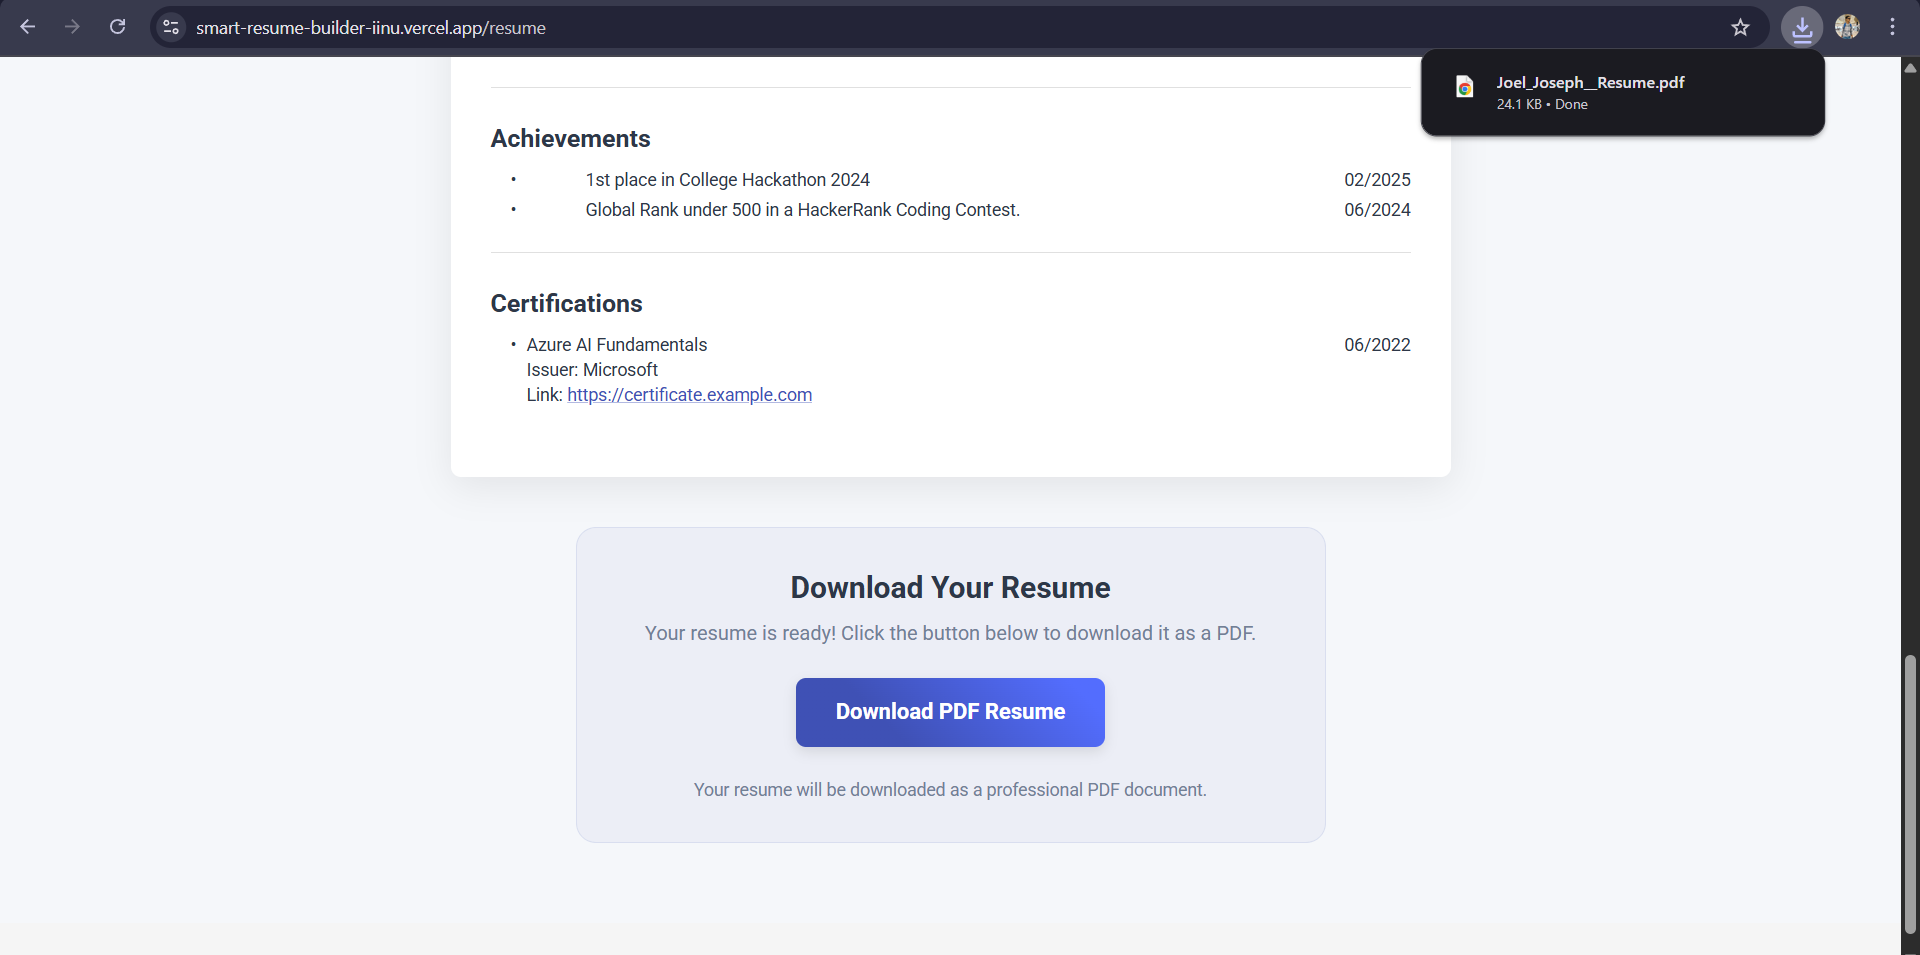 smart-resume-builder-iinu.vercel.app/resume
Joel_Joseph__Resume.pdf
24.1 KB • Done
Achievements
• 1st place in College Hackathon 2024 02/2025
• Global Rank under 500 in a HackerRank Coding Contest. 06/2024
Certifications
• Azure AI Fundamentals 06/2022
Issuer: Microsoft
Link: https://certificate.example.com
Download Your Resume
Your resume is ready! Click the button below to download it as a PDF.
Download PDF Resume
Your resume will be downloaded as a professional PDF document.